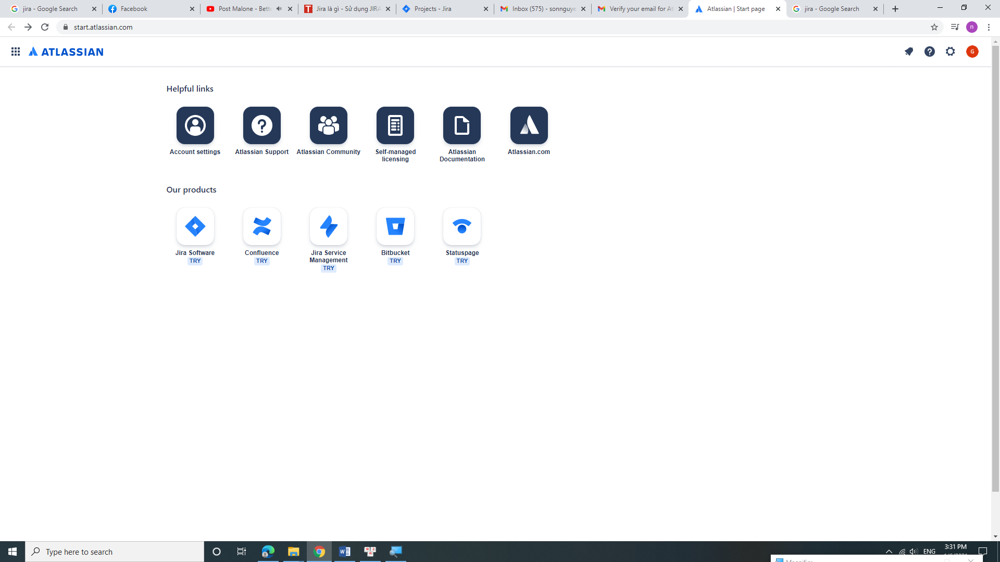 jira - Google Search
Facebook
Post Malone - Bette
Jira là gì - Sử dụng JIRA
Projects - Jira
Inbox (575) - sonnguye
Verify your email for At
Atlassian | Start page
jira - Google Search
start.atlassian.com
n
ATLASSIAN
G
Helpful links
Account settings
Atlassian Support
Atlassian Community
Self-managed
licensing
Atlassian
Documentation
Atlassian.com
Our products
Jira Software
TRY
Confluence
TRY
Jira Service
Management
TRY
Bitbucket
TRY
Statuspage
TRY
Type here to search
ENG
3:31 PM